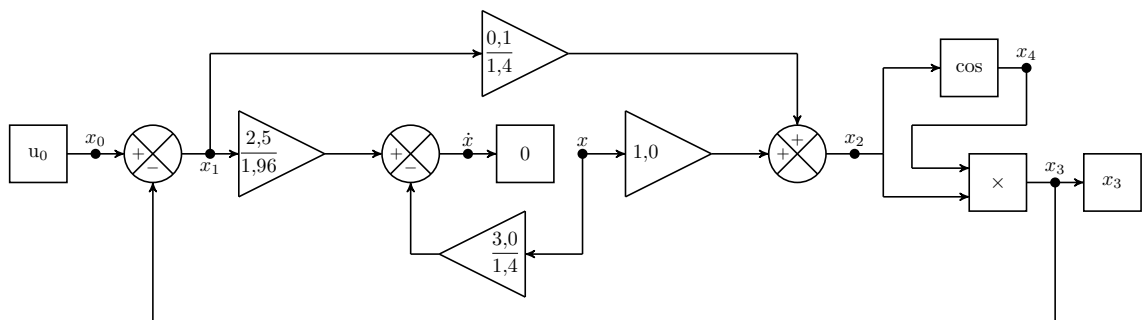 0,1
1,4
cos
x₄
u₀
x₀
+
−
x₁
2,5
1,96
+
−
ẋ
0
x
1,0
+
+
x₂
×
x₃
x₃
3,0
1,4